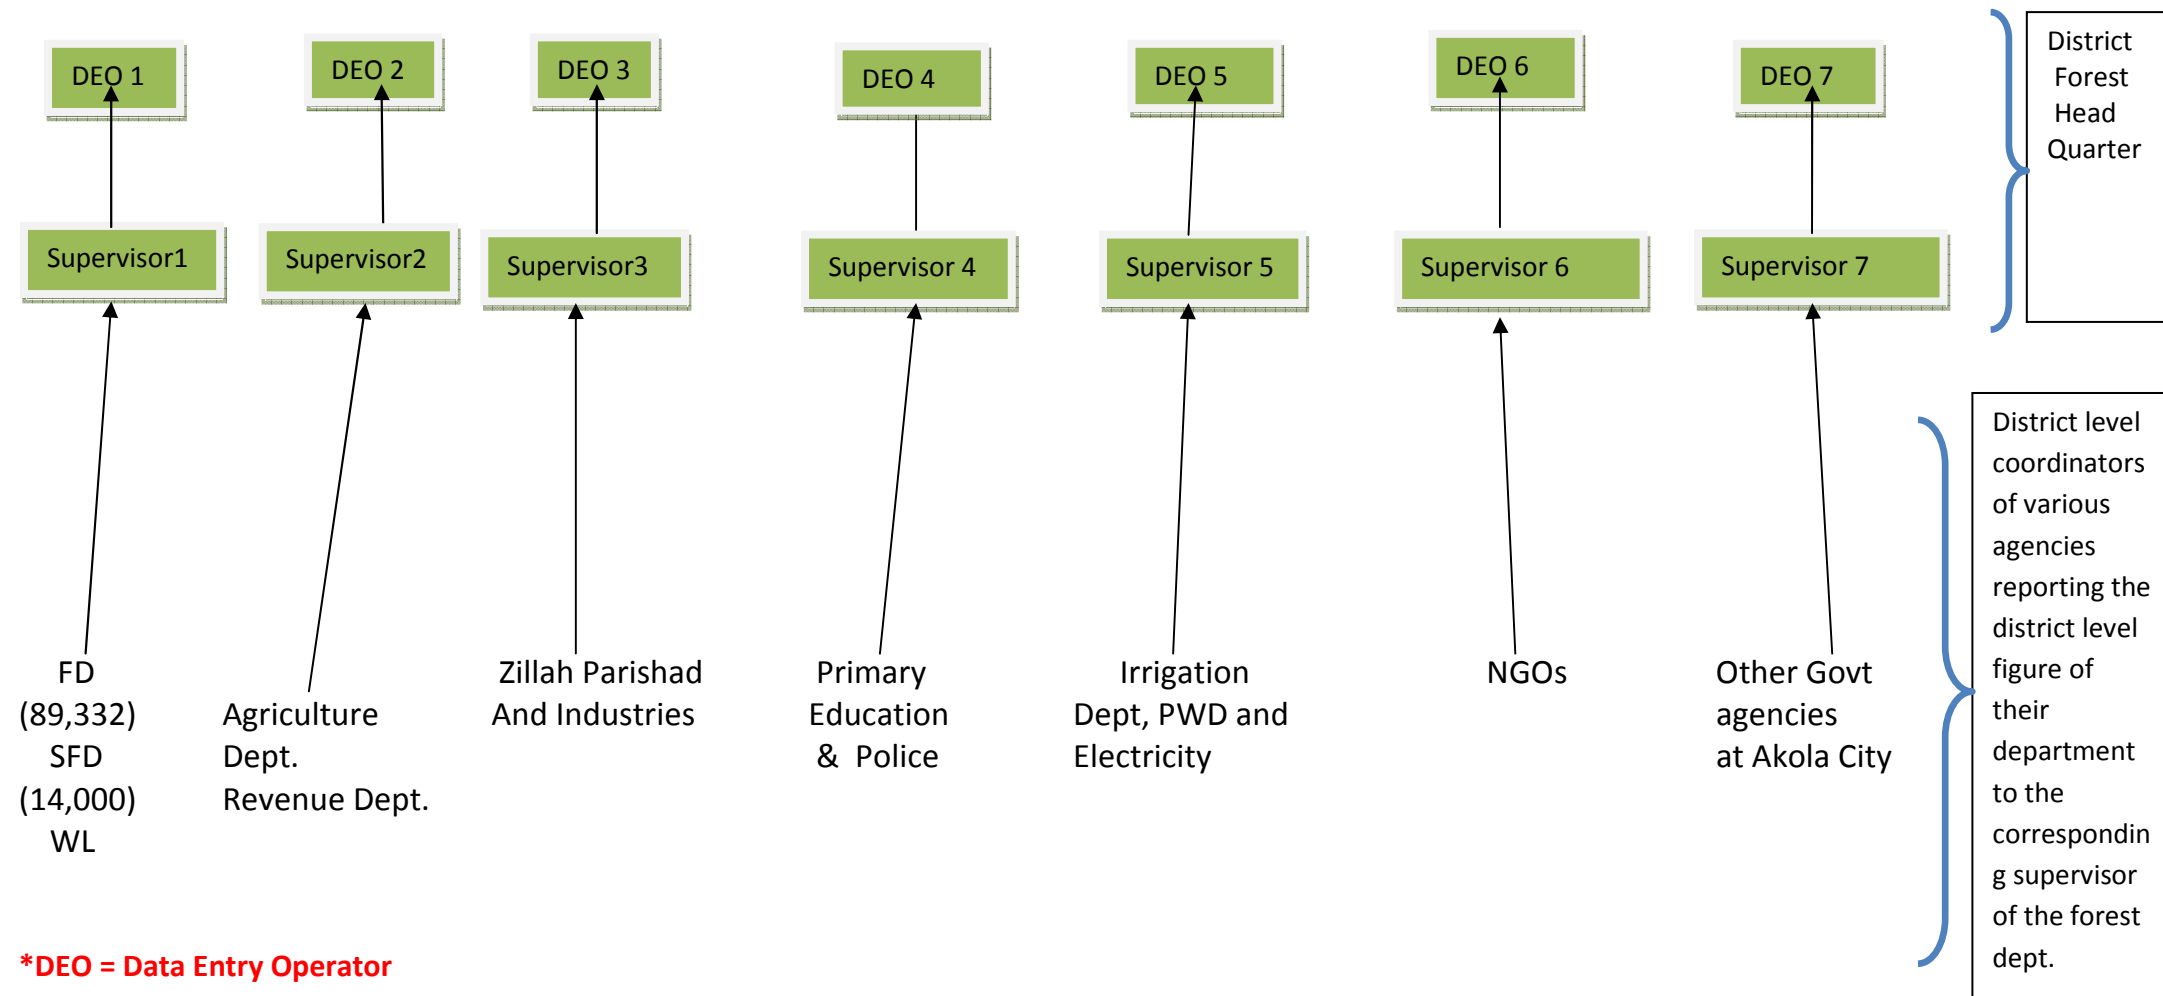 DEO 1
DEO 2
DEO 3
DEO 4
DEO 5
DEO 6
DEO 7
District
Forest
Head
Quarter
Supervisor1
Supervisor2
Supervisor3
Supervisor 4
Supervisor 5
Supervisor 6
Supervisor 7
FD
(89,332)
SFD
(14,000)
WL
Agriculture
Dept.
Revenue Dept.
Zillah Parishad
And Industries
Primary
Education
& Police
Irrigation
Dept, PWD and
Electricity
NGOs
Other Govt
agencies
at Akola City
District level
coordinators
of various
agencies
reporting the
district level
figure of
their
department
to the
correspondin
g supervisor
of the forest
dept.
*DEO = Data Entry Operator